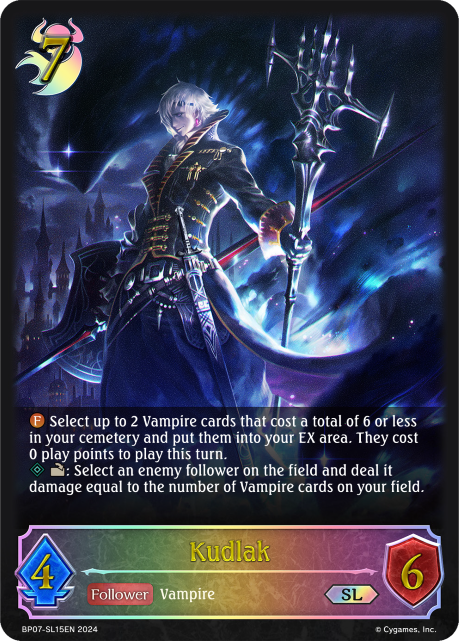 7
F Select up to 2 Vampire cards that cost a total of 6 or less
in your cemetery and put them into your EX area. They cost
0 play points to play this turn.
: Select an enemy follower on the field and deal it
damage equal to the number of Vampire cards on your field.
Kudlak
4
6
Follower Vampire
SL
BP07-SL15EN 2024
© Cygames, Inc.